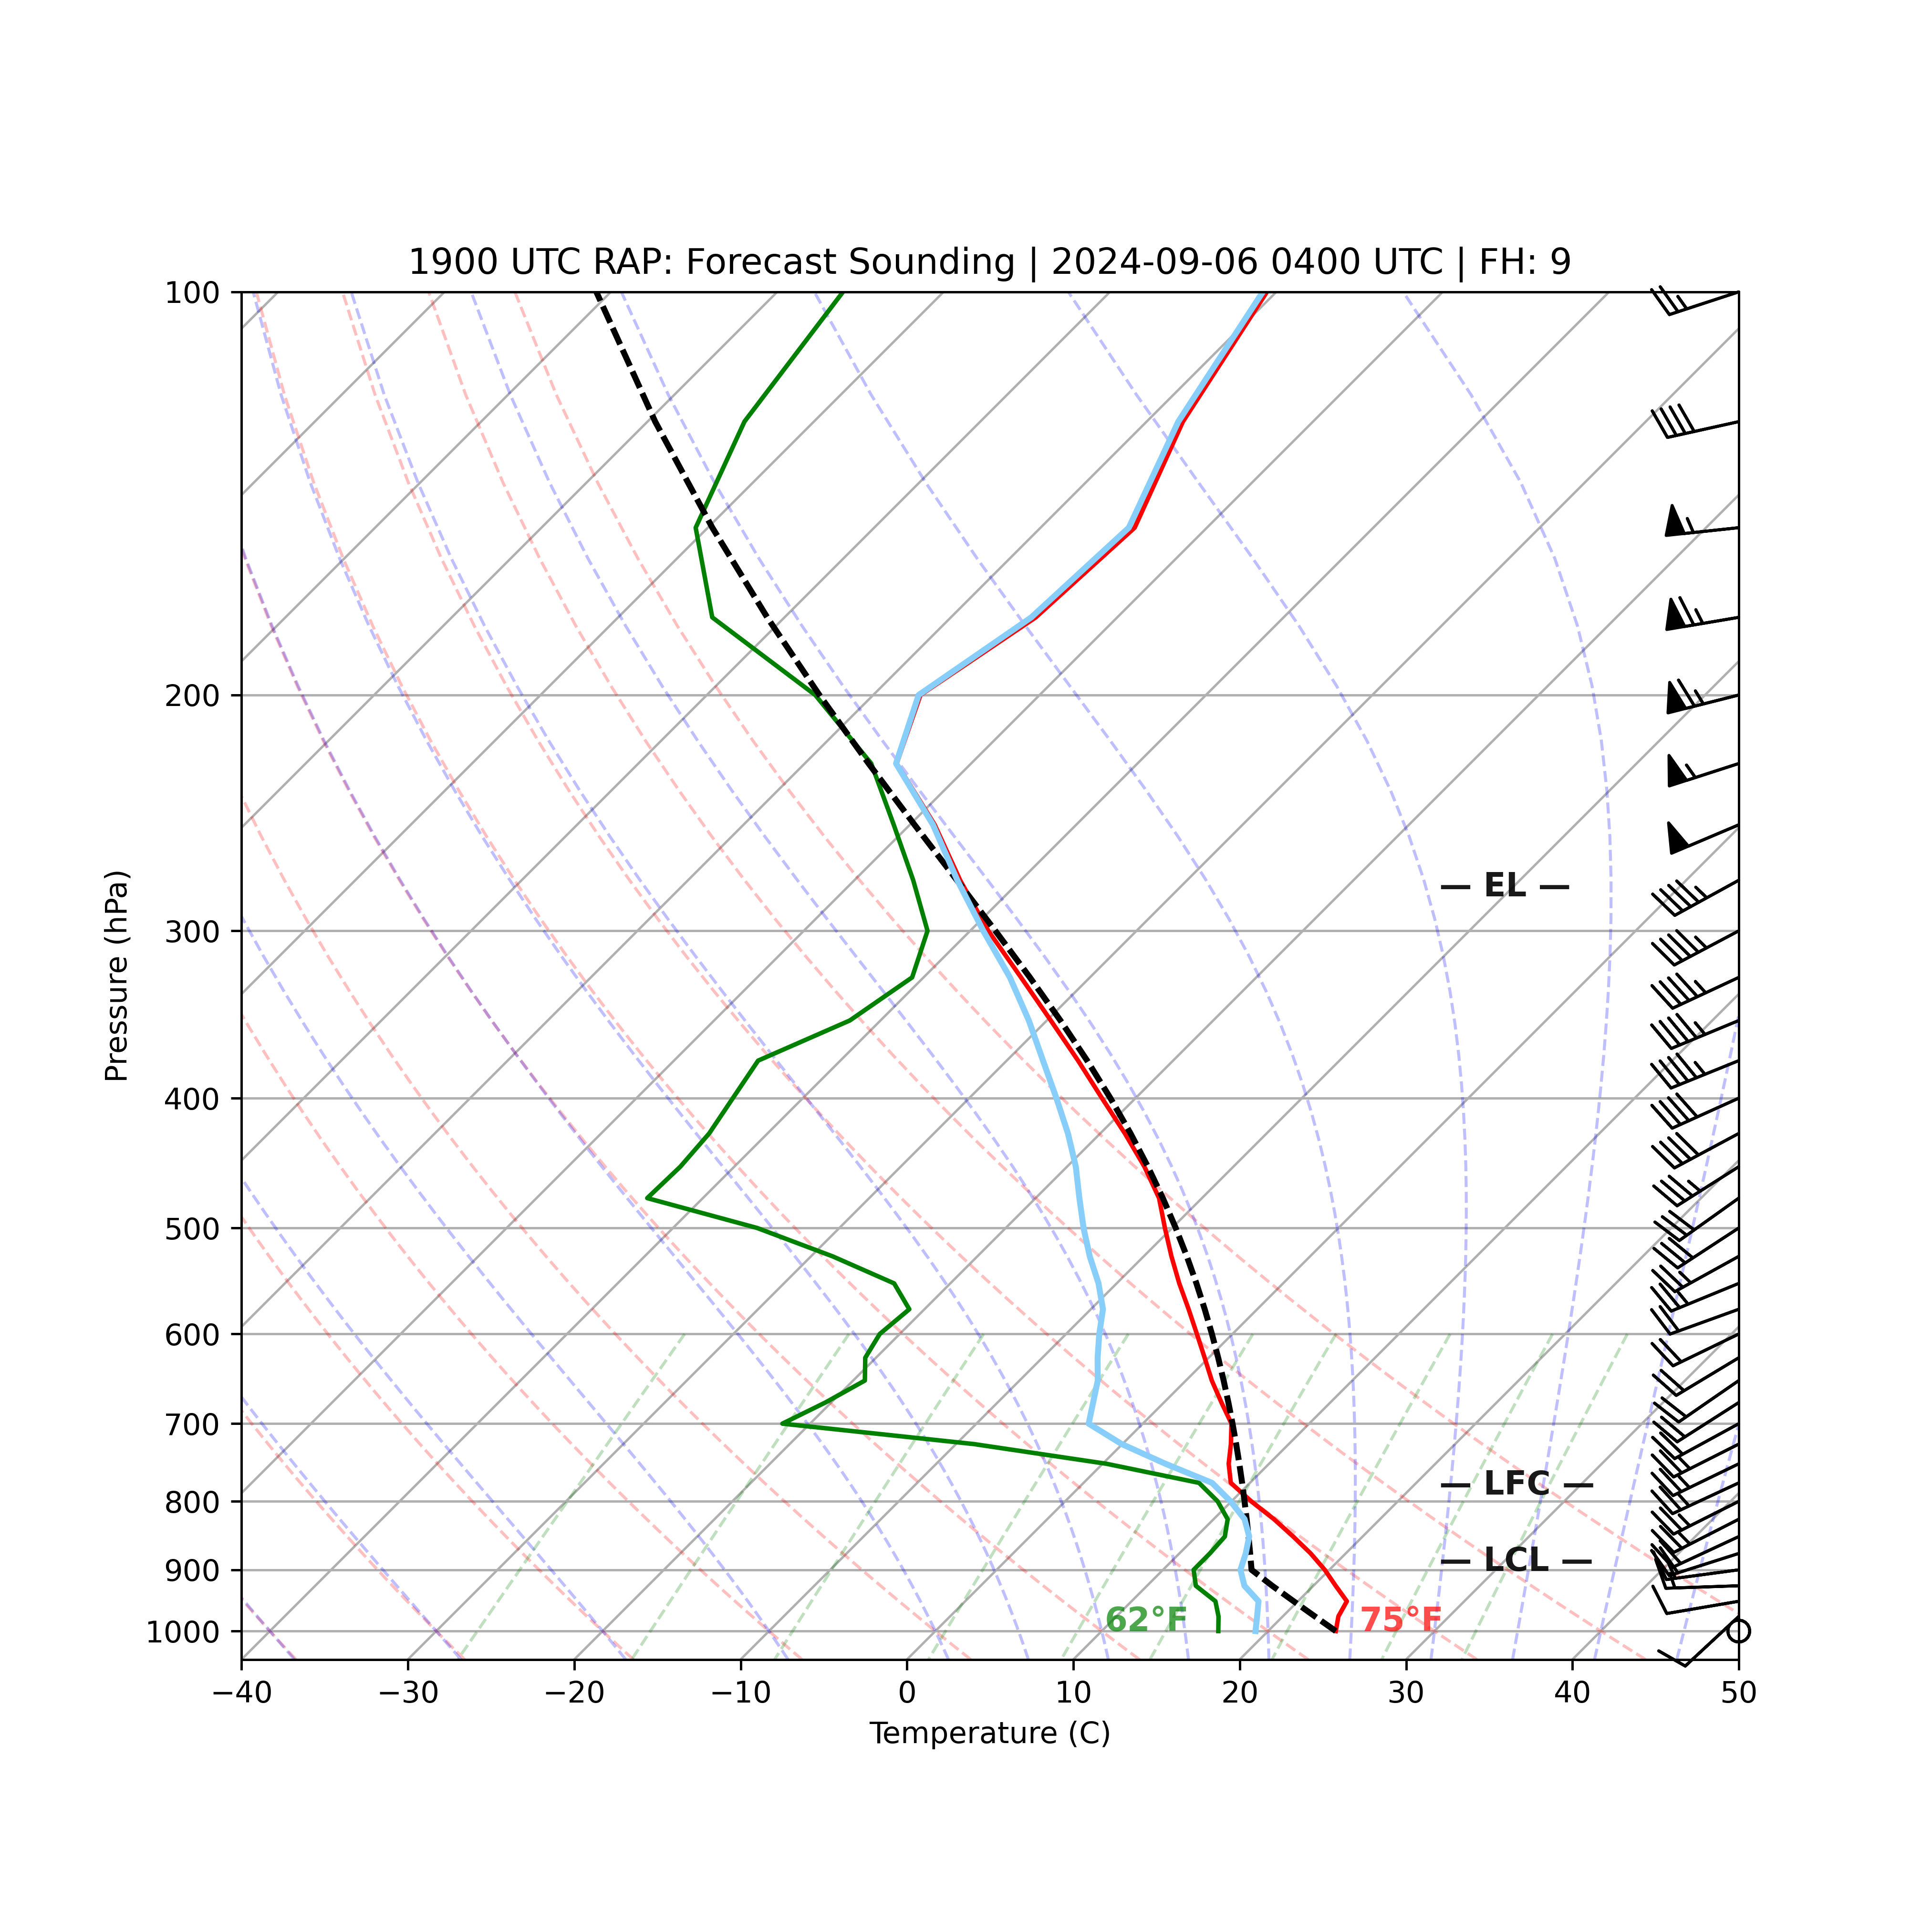 1900 UTC RAP: Forecast Sounding | 2024-09-06 0400 UTC | FH: 9
100
200
300
400
500
600
700
800
900
1000
Pressure (hPa)
— EL —
— LFC —
— LCL —
62°F
75°F
−40
−30
−20
−10
0
10
20
30
40
50
Temperature (C)